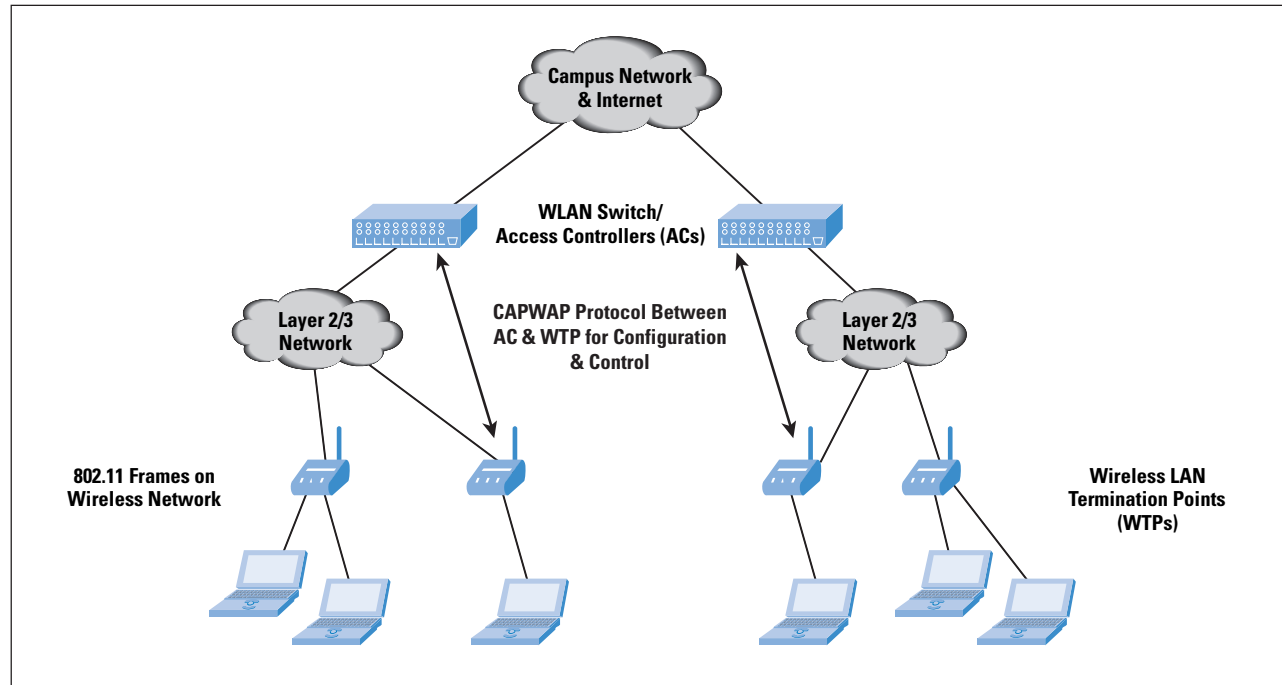 Campus Network
& Internet
WLAN Switch/
Access Controllers (ACs)
Layer 2/3
Network
CAPWAP Protocol Between
AC & WTP for Configuration
& Control
Layer 2/3
Network
802.11 Frames on
Wireless Network
Wireless LAN
Termination Points
(WTPs)